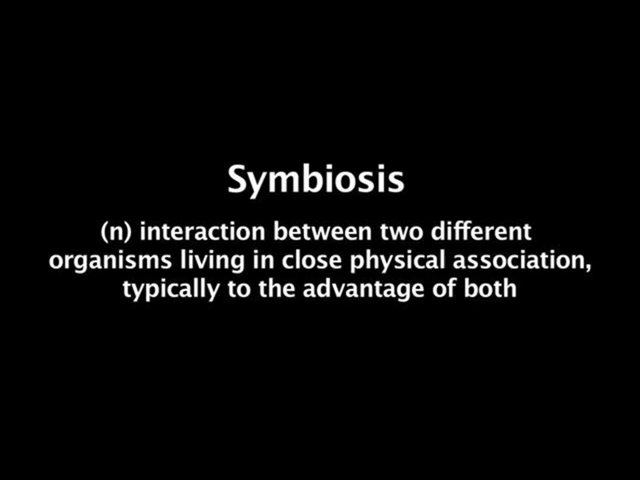 Symbiosis
(n) interaction between two different
organisms living in close physical association,
typically to the advantage of both